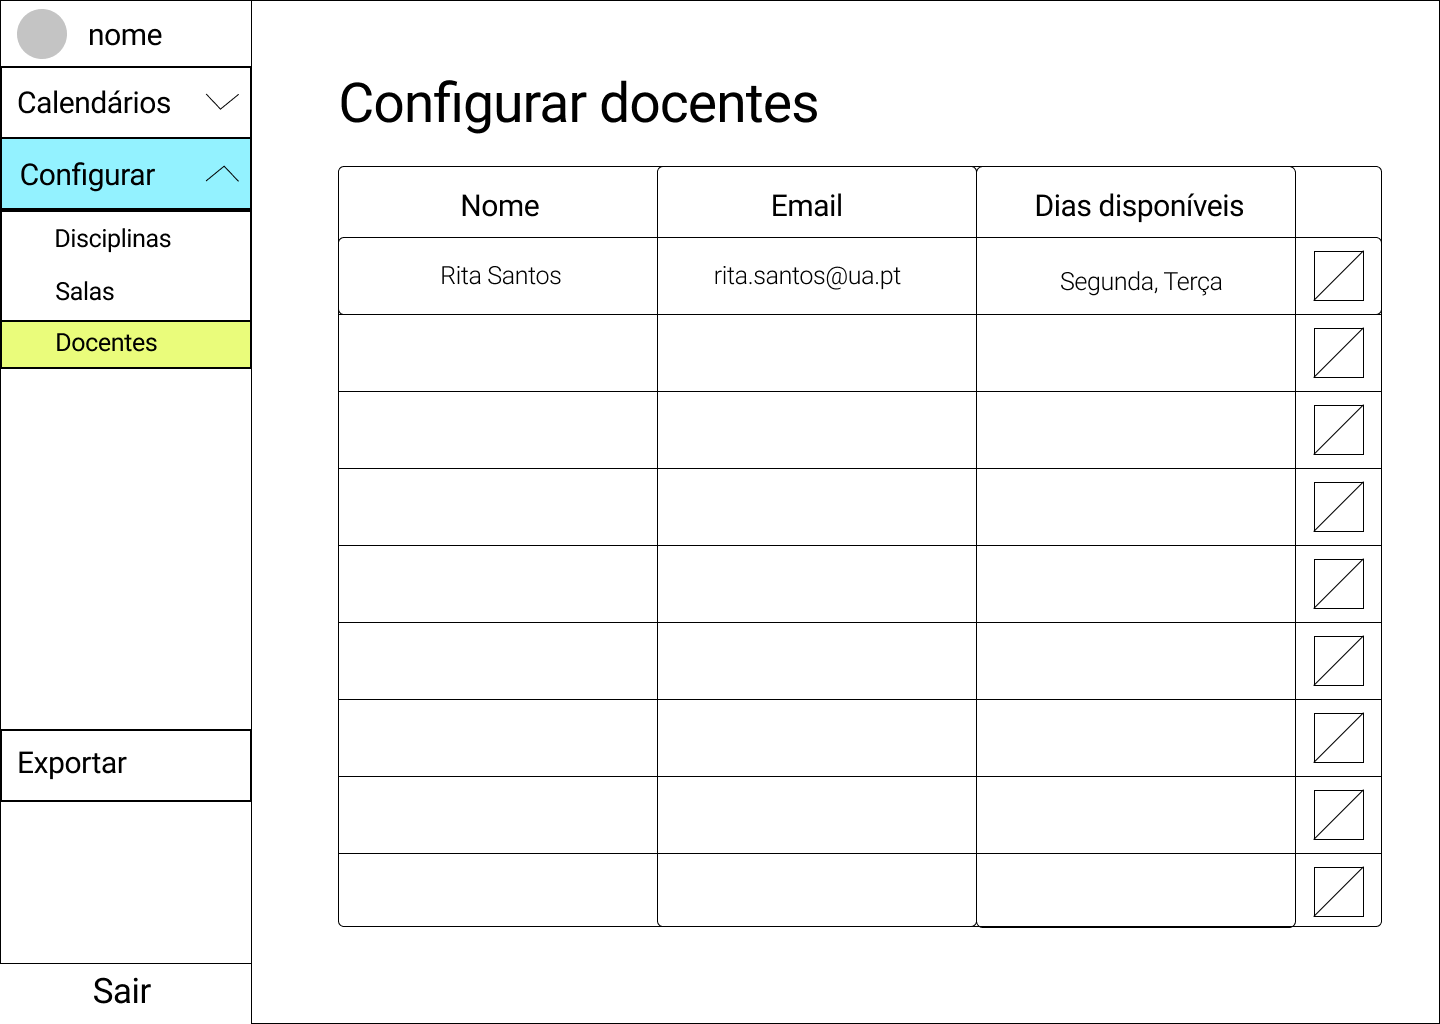 nome
Calendários
Configurar
Disciplinas
Salas
Docentes
Exportar
Sair
Configurar docentes
Nome Email Dias disponíveis
Rita Santos rita.santos@ua.pt Segunda, Terça